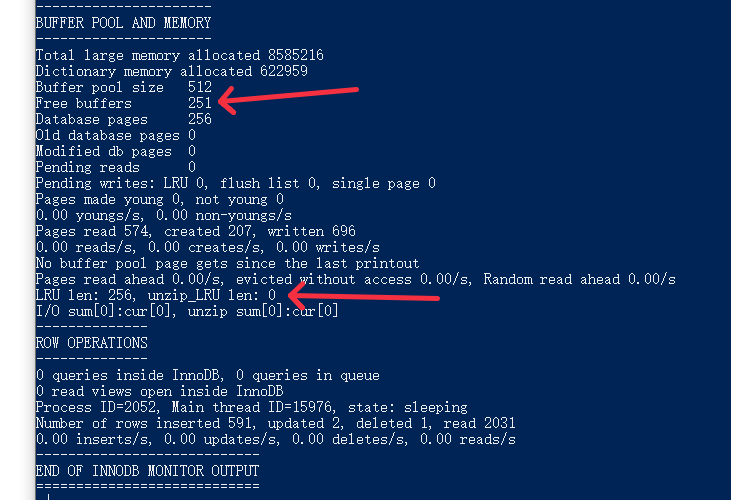 ----------------------
BUFFER POOL AND MEMORY
----------------------
Total large memory allocated 8585216
Dictionary memory allocated 622959
Buffer pool size   512
Free buffers       251
Database pages     256
Old database pages 0
Modified db pages  0
Pending reads      0
Pending writes: LRU 0, flush list 0, single page 0
Pages made young 0, not young 0
0.00 youngs/s, 0.00 non-youngs/s
Pages read 574, created 207, written 696
0.00 reads/s, 0.00 creates/s, 0.00 writes/s
No buffer pool page gets since the last printout
Pages read ahead 0.00/s, evicted without access 0.00/s, Random read ahead 0.00/s
LRU len: 256, unzip_LRU len: 0
I/O sum[0]:cur[0], unzip sum[0]:cur[0]
--------------
ROW OPERATIONS
--------------
0 queries inside InnoDB, 0 queries in queue
0 read views open inside InnoDB
Process ID=2052, Main thread ID=15976, state: sleeping
Number of rows inserted 591, updated 2, deleted 1, read 2031
0.00 inserts/s, 0.00 updates/s, 0.00 deletes/s, 0.00 reads/s
----------------------------
END OF INNODB MONITOR OUTPUT
============================